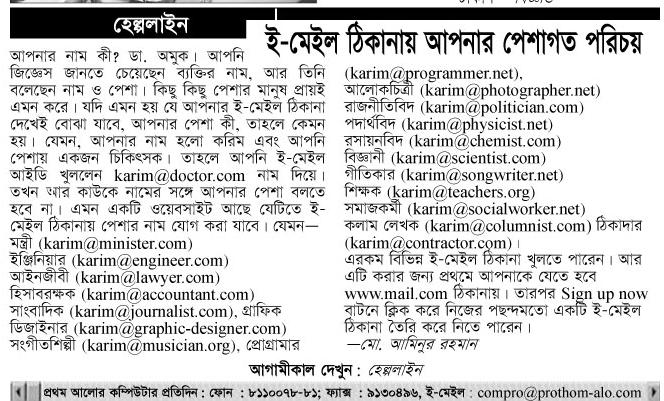 হেল্পলাইন
ই-মেইল ঠিকানায় আপনার পেশাগত পরিচয়
আপনার নাম কী? ডা. অমুক। আপনি
জিজ্ঞেস জানতে চেয়েছেন ব্যক্তির নাম, আর তিনি
বলেছেন নাম ও পেশা। কিছু কিছু পেশার মানুষ প্রায়ই
এমন করে। যদি এমন হয় যে আপনার ই-মেইল ঠিকানা
দেখেই বোঝা যাবে, আপনার পেশা কী, তাহলে কেমন
হয়। যেমন, আপনার নাম হলো করিম এবং আপনি
পেশায় একজন চিকিৎসক। তাহলে আপনি ই-মেইল
আইডি খুললেন karim@doctor.com নাম দিয়ে।
তখন আর কাউকে নামের সঙ্গে আপনার পেশা বলতে
হবে না। এমন একটি ওয়েবসাইট আছে যেটিতে ই-
মেইল ঠিকানায় পেশার নাম যোগ করা যাবে। যেমন—
মন্ত্রী (karim@minister.com)
ইঞ্জিনিয়ার (karim@engineer.com)
আইনজীবী (karim@lawyer.com)
হিসাবরক্ষক (karim@accountant.com)
সাংবাদিক (karim@journalist.com), গ্রাফিক
ডিজাইনার (karim@graphic-designer.com)
সংগীতশিল্পী (karim@musician.org), প্রোগ্রামার
(karim@programmer.net),
আলোকচিত্রী (karim@photographer.net)
রাজনীতিবিদ (karim@politician.com)
পদার্থবিদ (karim@physicist.net)
রসায়নবিদ (karim@chemist.com)
বিজ্ঞানী (karim@scientist.com)
গীতিকার (karim@songwriter.net)
শিক্ষক (karim@teachers.org)
সমাজকর্মী (karim@socialworker.net)
কলাম লেখক (karim@columnist.com) ঠিকাদার
(karim@contractor.com)।
এরকম বিভিন্ন ই-মেইল ঠিকানা খুলতে পারেন। আর
এটি করার জন্য প্রথমে আপনাকে যেতে হবে
www.mail.com ঠিকানায়। তারপর Sign up now
বাটনে ক্লিক করে নিজের পছন্দমতো একটি ই-মেইল
ঠিকানা তৈরি করে নিতে পারেন।
—মো. আমিনুর রহমান
আগামীকাল দেখুন : হেল্পলাইন
প্রথম আলোর কম্পিউটার প্রতিদিন : ফোন : ৮১১০০৭৮-৮১; ফ্যাক্স : ৯১৩০৪৯৬, ই-মেইল : compro@prothom-alo.com